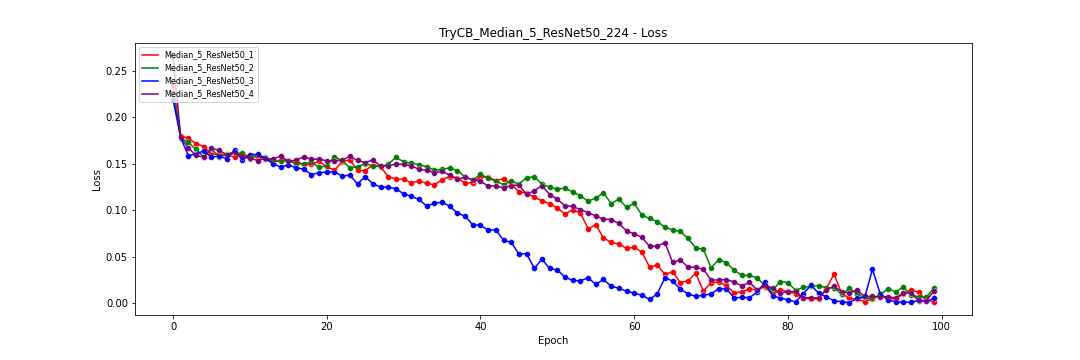 TryCB_Median_5_ResNet50_224 - Loss
Median_5_ResNet50_1
Median_5_ResNet50_2
Median_5_ResNet50_3
Median_5_ResNet50_4
0.25
0.20
0.15
0.10
0.05
0.00
Loss
0 20 40 60 80 100
Epoch